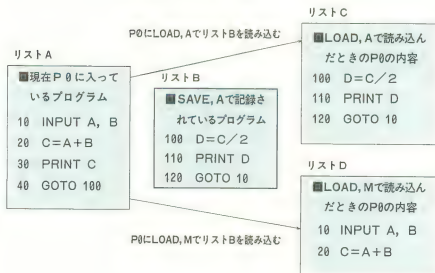 P0にLOAD, AでリストBを読み込む
リストA
■現在P0に入って
いるプログラム
10 INPUT A, B
20 C=A+B
30 PRINT C
40 GOTO 100
リストB
■SAVE, Aで記録さ
れているプログラム
100 D=C/2
110 PRINT D
120 GOTO 10
リストC
■LOAD, Aで読み込ん
だときのP0の内容
100 D=C/2
110 PRINT D
120 GOTO 10
P0にLOAD, MでリストBを読み込む
リストD
■LOAD, Mで読み込ん
だときのP0の内容
10 INPUT A, B
20 C=A+B